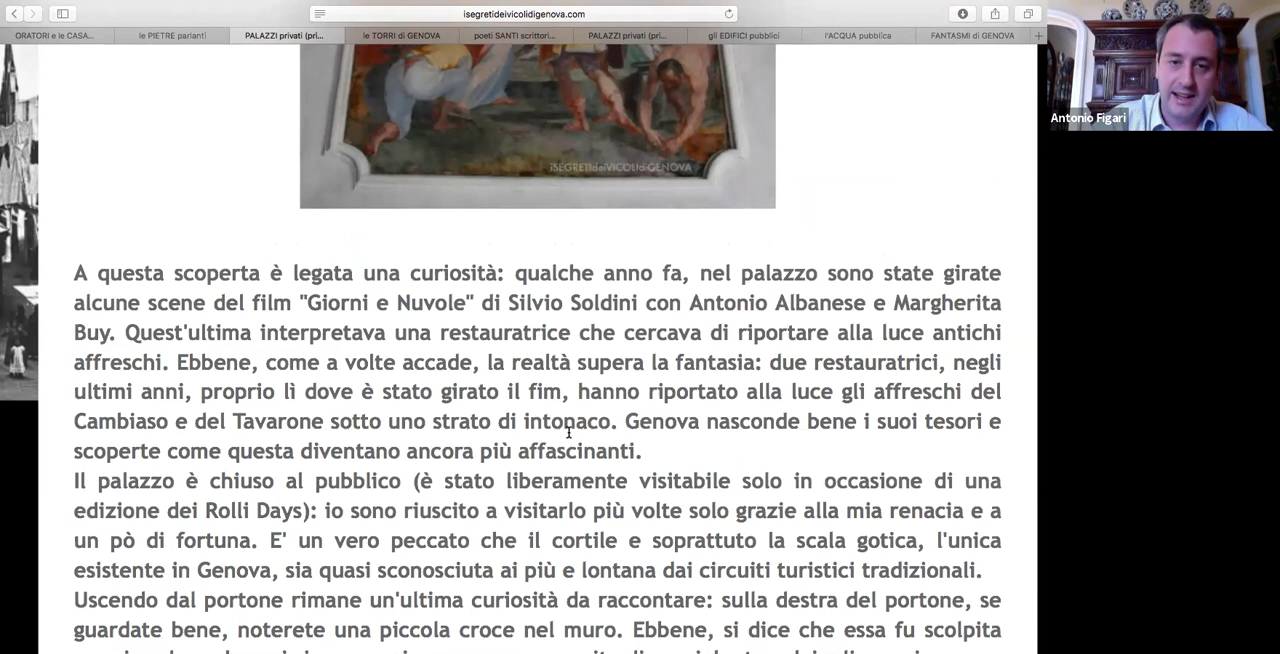 isegretideivicolidigenova.com
ORATORI e le CASA...
le PIETRE parlanti
PALAZZI privati (pri...
le TORRI di GENOVA
poeti SANTI scrittori...
PALAZZI privati (pri...
gli EDIFICI pubblici
l'ACQUA pubblica
FANTASMI di GENOVA
Antonio Figari
iSEGRETIdeiVICOLIdiGENOVA
A questa scoperta è legata una curiosità: qualche anno fa, nel palazzo sono state girate
alcune scene del film "Giorni e Nuvole" di Silvio Soldini con Antonio Albanese e Margherita
Buy. Quest'ultima interpretava una restauratrice che cercava di riportare alla luce antichi
affreschi. Ebbene, come a volte accade, la realtà supera la fantasia: due restauratrici, negli
ultimi anni, proprio lì dove è stato girato il fim, hanno riportato alla luce gli affreschi del
Cambiaso e del Tavarone sotto uno strato di intonaco. Genova nasconde bene i suoi tesori e
scoperte come questa diventano ancora più affascinanti.
Il palazzo è chiuso al pubblico (è stato liberamente visitabile solo in occasione di una
edizione dei Rolli Days): io sono riuscito a visitarlo più volte solo grazie alla mia renacia e a
un pò di fortuna. E' un vero peccato che il cortile e soprattuto la scala gotica, l'unica
esistente in Genova, sia quasi sconosciuta ai più e lontana dai circuiti turistici tradizionali.
Uscendo dal portone rimane un'ultima curiosità da raccontare: sulla destra del portone, se
guardate bene, noterete una piccola croce nel muro. Ebbene, si dice che essa fu scolpita